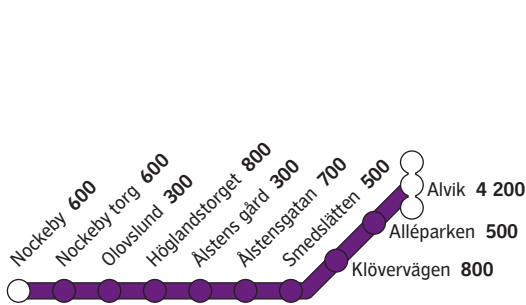 Nockeby 600
Nockeby torg 600
Olovslund 300
Höglandstorget 800
Ålstens gård 300
Ålstensgatan 700
Smedslätten 500
Alvik 4 200
Alléparken 500
Klövervägen 800